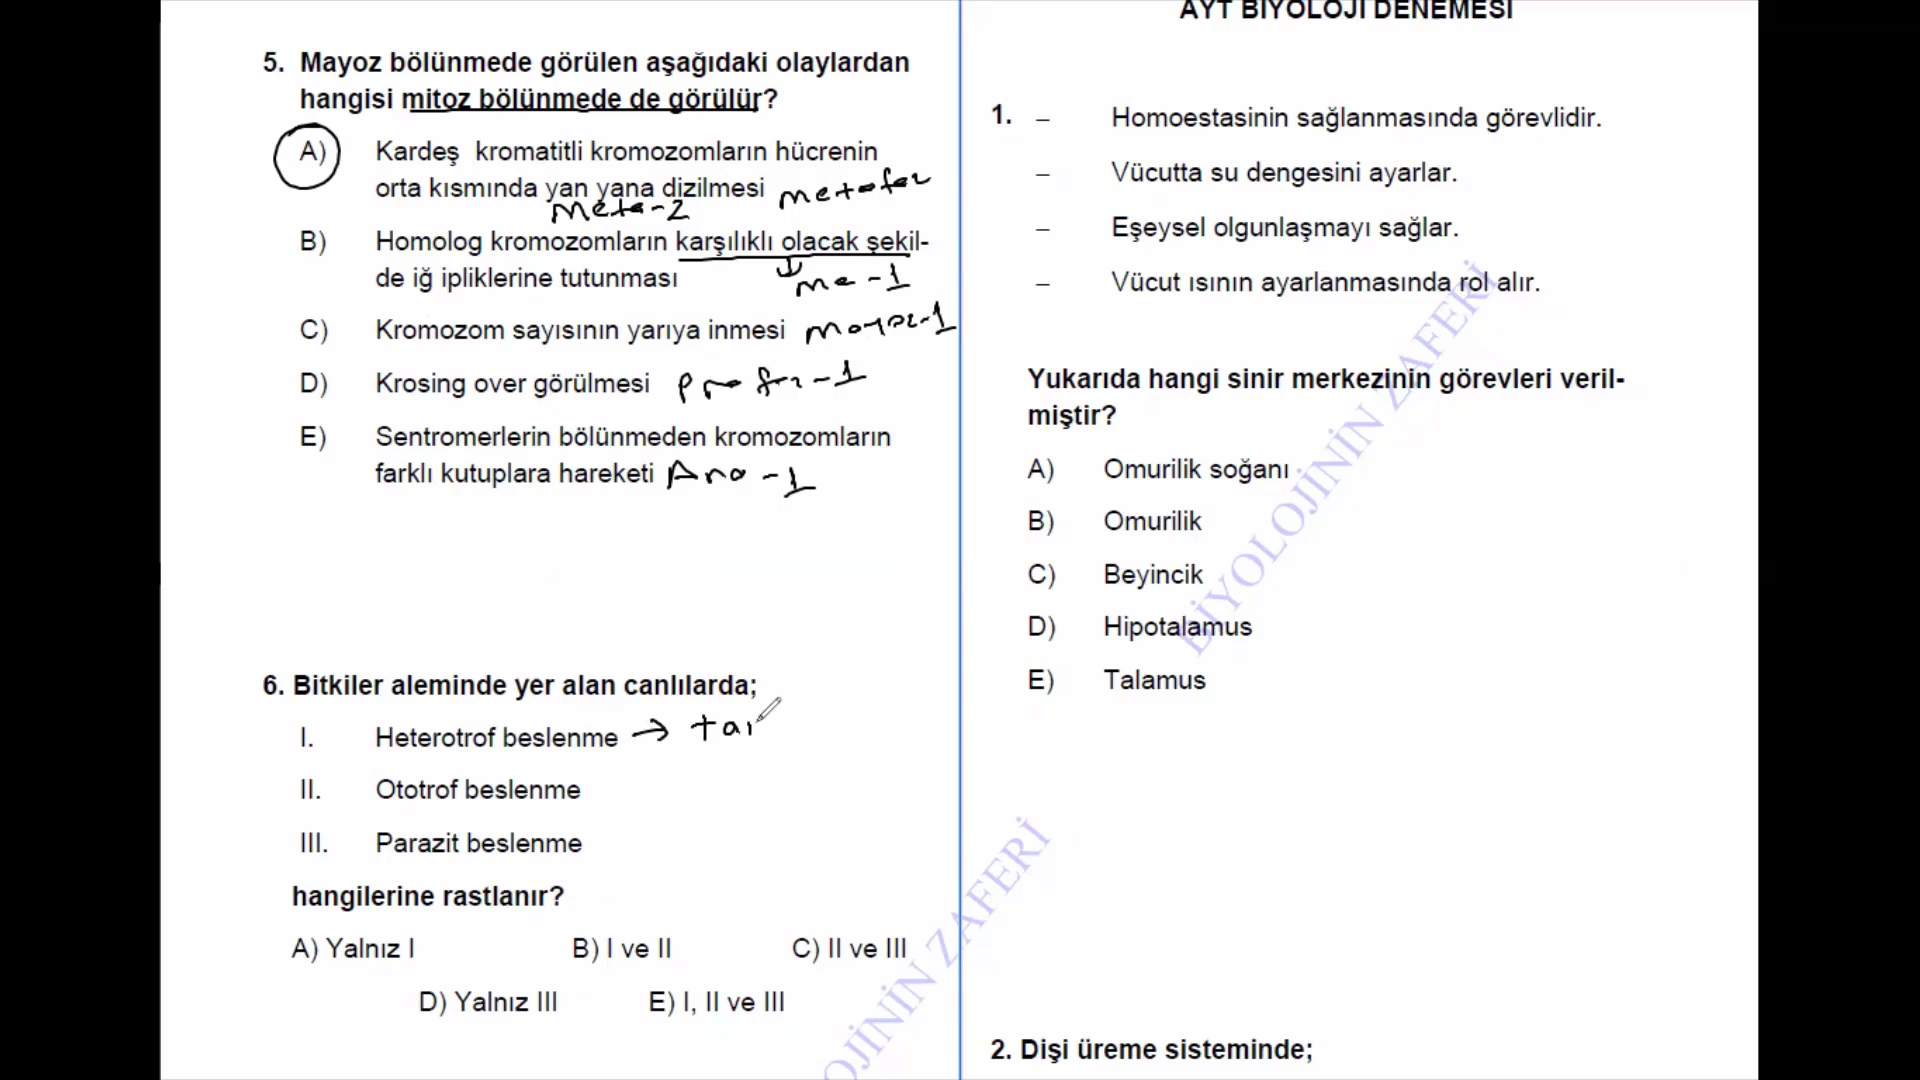 5. Mayoz bölünmede görülen aşağıdaki olaylardan
hangisi mitoz bölünmede de görülür?
A) Kardeş kromatitli kromozomların hücrenin
orta kısmında yan yana dizilmesi metafaz
meta-2
B) Homolog kromozomların karşılıklı olacak şekil-
de iğ ipliklerine tutunması me-1
C) Kromozom sayısının yarıya inmesi mayoz-1
D) Krosing over görülmesi profaz-1
E) Sentromerlerin bölünmeden kromozomların
farklı kutuplara hareketi Ana-1
6. Bitkiler aleminde yer alan canlılarda;
I. Heterotrof beslenme →
II. Ototrof beslenme
III. Parazit beslenme
hangilerine rastlanır?
A) Yalnız I B) I ve II C) II ve III
D) Yalnız III E) I, II ve III
AYT BİYOLOJİ DENEMESİ
1. – Homoestasinin sağlanmasında görevlidir.
– Vücutta su dengesini ayarlar.
– Eşeysel olgunlaşmayı sağlar.
– Vücut ısının ayarlanmasında rol alır.
Yukarıda hangi sinir merkezinin görevleri veril-
miştir?
A) Omurilik soğanı
B) Omurilik
C) Beyincik
D) Hipotalamus
E) Talamus
2. Dişi üreme sisteminde;
BİYOLOJİNİN ZAFERİ
OJİNİN ZAFERİ